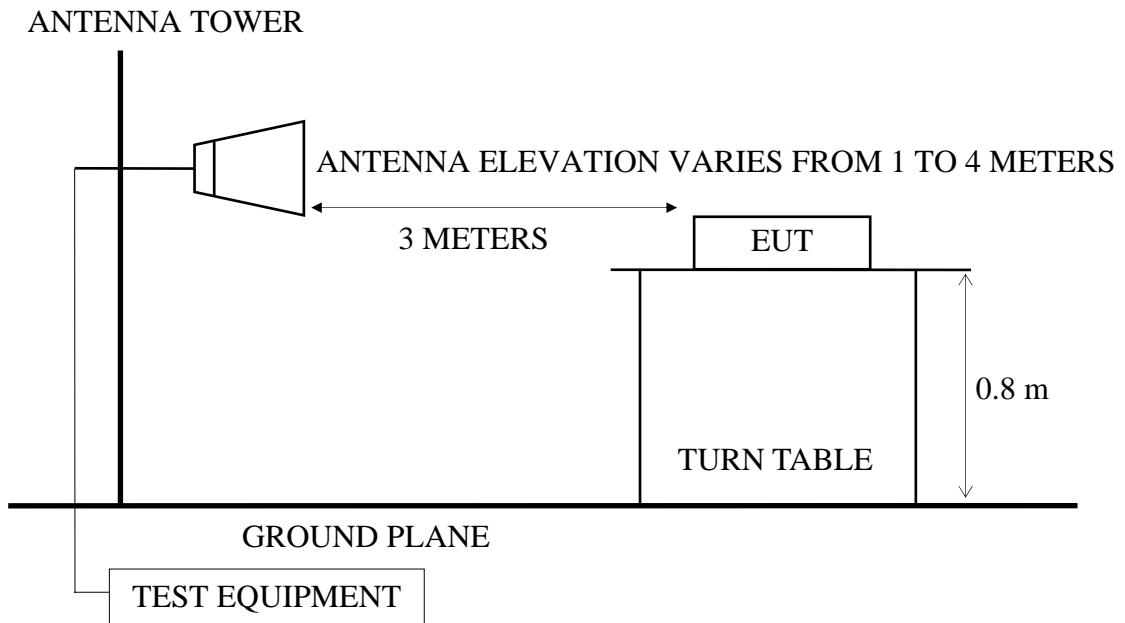 ANTENNA TOWER
ANTENNA ELEVATION VARIES FROM 1 TO 4 METERS
3 METERS
EUT
0.8 m
TURN TABLE
GROUND PLANE
TEST EQUIPMENT